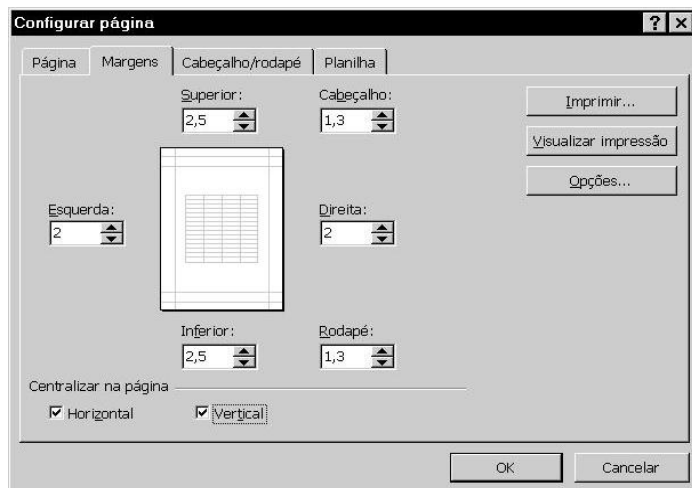 Configurar página
Página Margens Cabeçalho/rodapé Planilha
Superior: Cabeçalho:
2,5 1,3
Imprimir...
Visualizar impressão
Opções...
Esquerda: Direita:
2 2
Inferior: Rodapé:
2,5 1,3
Centralizar na página
Horizontal Vertical
OK Cancelar